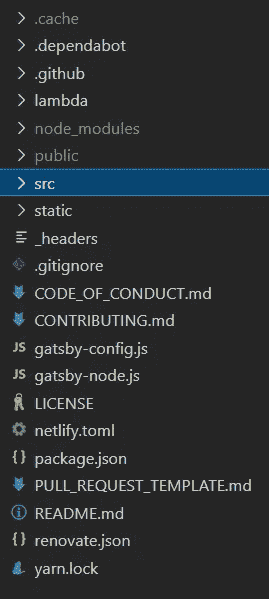 .cache
.dependabot
.github
lambda
node_modules
public
src
static
_headers
.gitignore
CODE_OF_CONDUCT.md
CONTRIBUTING.md
JS gatsby-config.js
JS gatsby-node.js
LICENSE
netlify.toml
{} package.json
PULL_REQUEST_TEMPLATE.md
README.md
{} renovate.json
yarn.lock